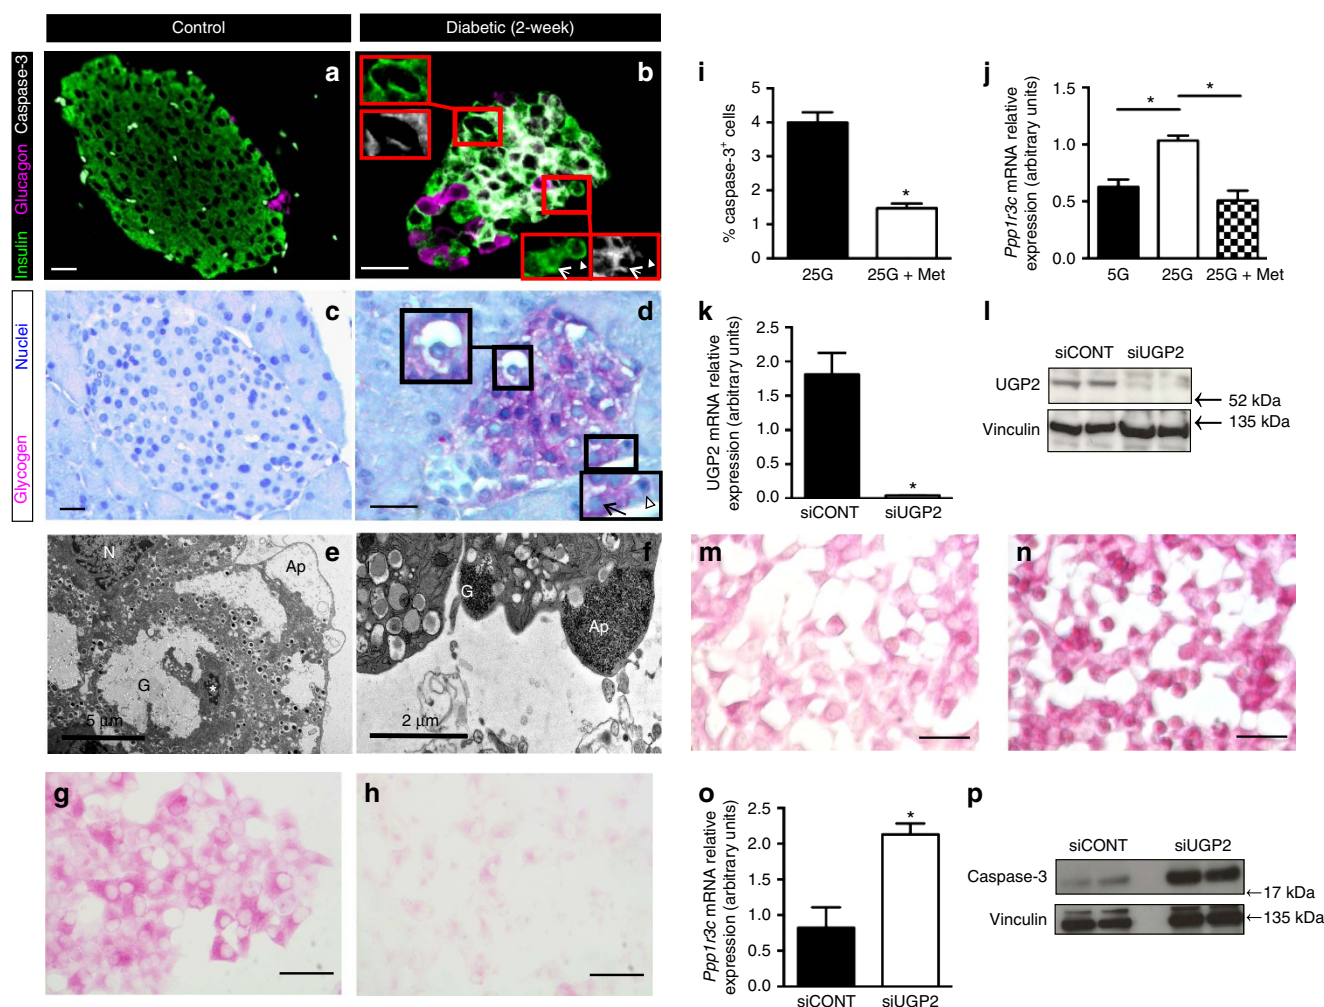 Control
Diabetic (2-week)
Insulin Glucagon Caspase-3
a
b
Glycogen Nuclei
c
d
N
e
Ap
G
*
5 µm
f
G
Ap
2 µm
g
h
i
% caspase-3⁺ cells
5
4
3
2
1
0
*
25G
25G + Met
j
Ppp1r3c mRNA relative
expression (arbitrary units)
1.5
1.0
0.5
0.0
*
*
5G
25G
25G + Met
k
UGP2 mRNA relative
expression (arbitrary units)
2.5
2.0
1.5
1.0
0.5
0.0
*
siCONT
siUGP2
l
siCONT siUGP2
UGP2
← 52 kDa
← 135 kDa
Vinculin
m
n
o
Ppp1r3c mRNA relative
expression (arbitrary units)
2.5
2.0
1.5
1.0
0.5
0.0
*
siCONT
siUGP2
p
siCONT siUGP2
Caspase-3
←17 kDa
Vinculin
←135 kDa